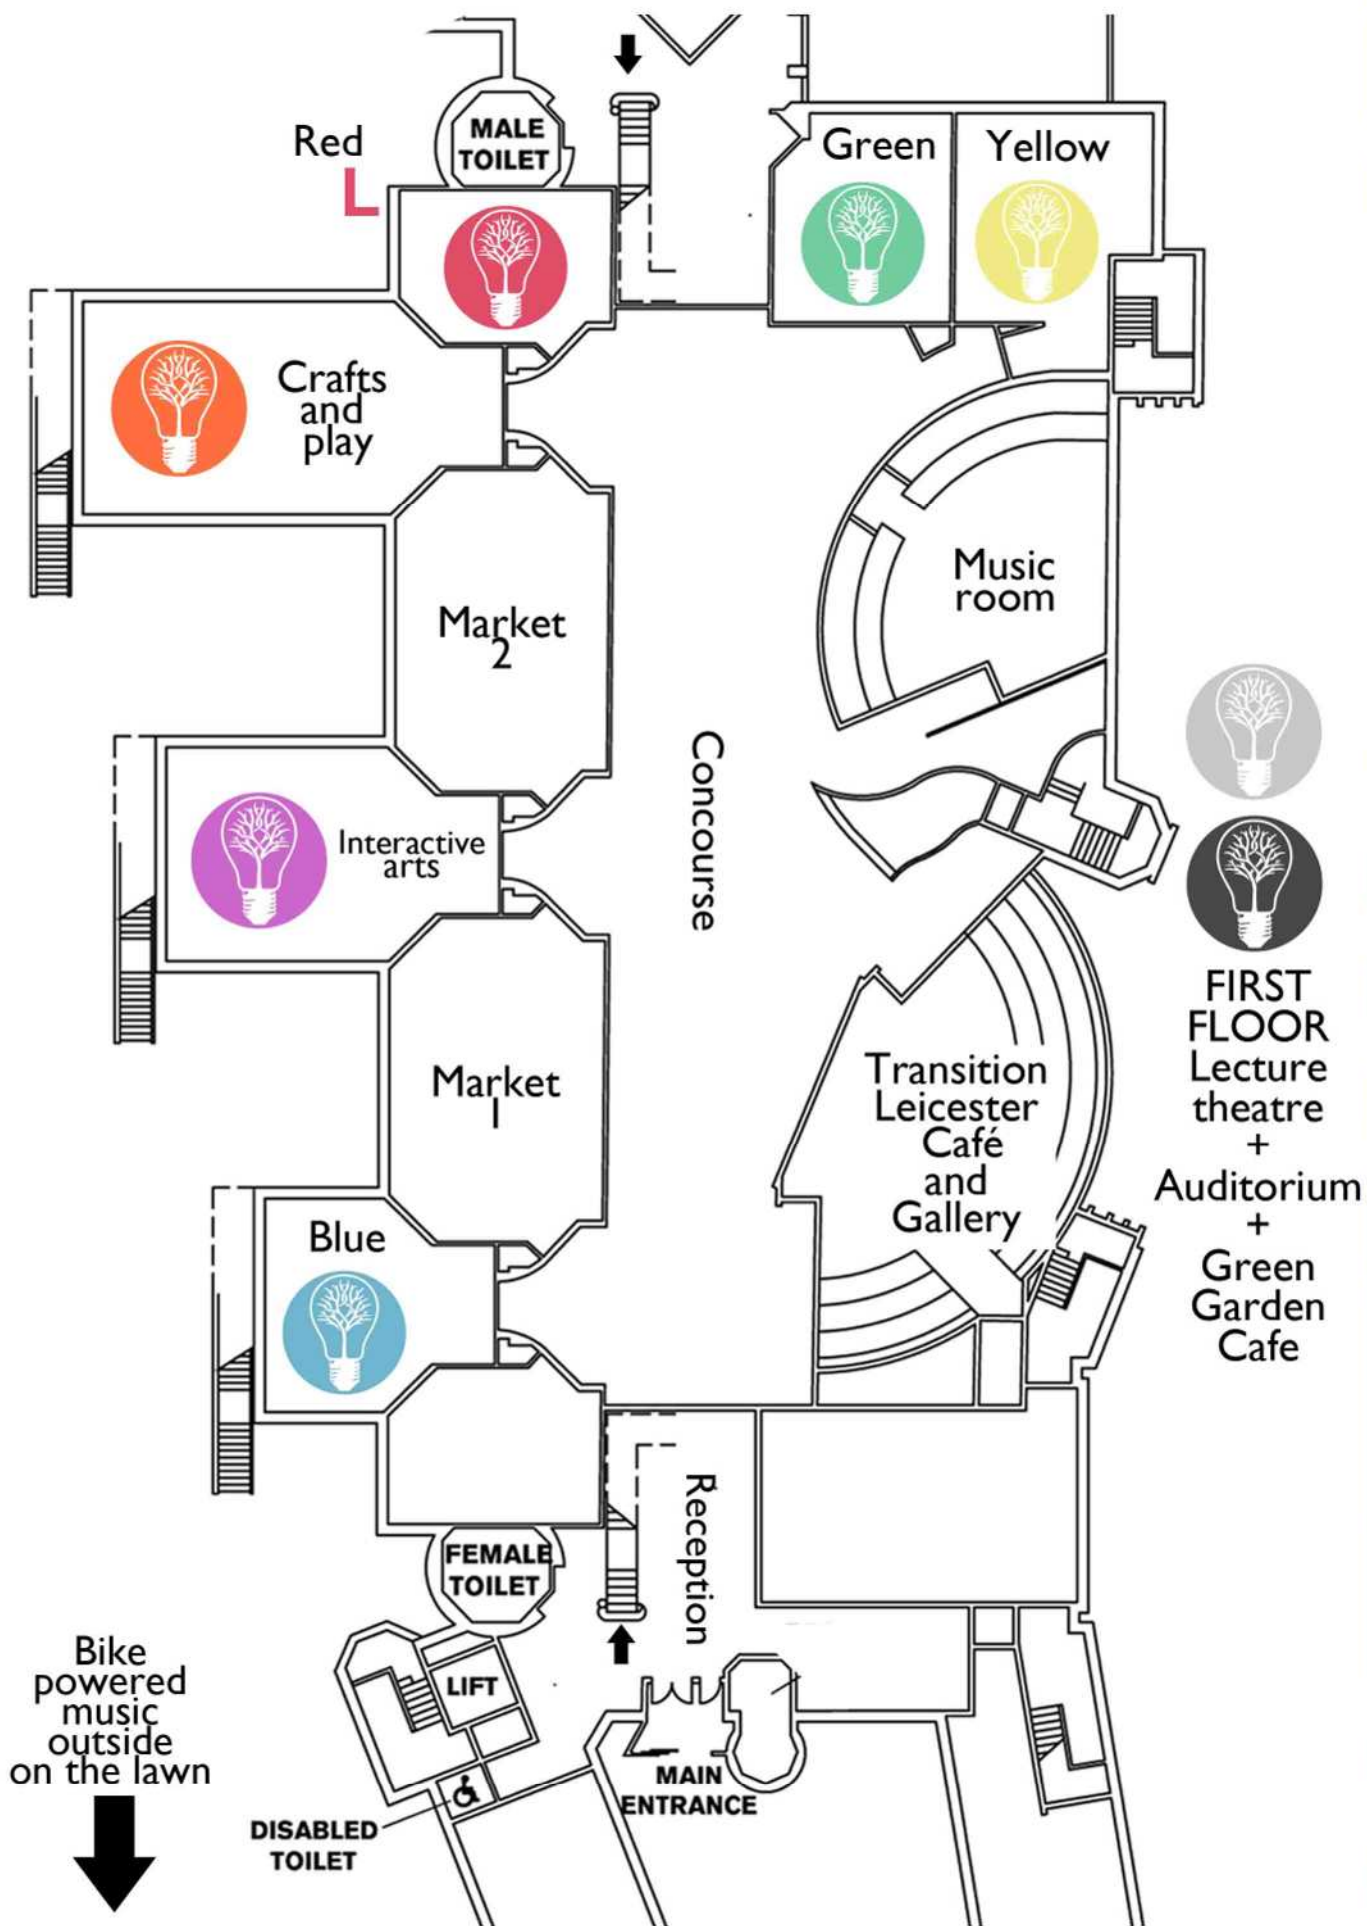 MALE
TOILET
Red
L
Green
Yellow
Crafts
and
play
Market
2
Music
room
Concourse
Interactive
arts
FIRST
FLOOR
Lecture
theatre
+
Auditorium
+
Green
Garden
Cafe
Market
1
Transition
Leicester
Café
and
Gallery
Blue
Reception
FEMALE
TOILET
LIFT
Bike
powered
music
outside
on the lawn
MAIN
ENTRANCE
DISABLED
TOILET